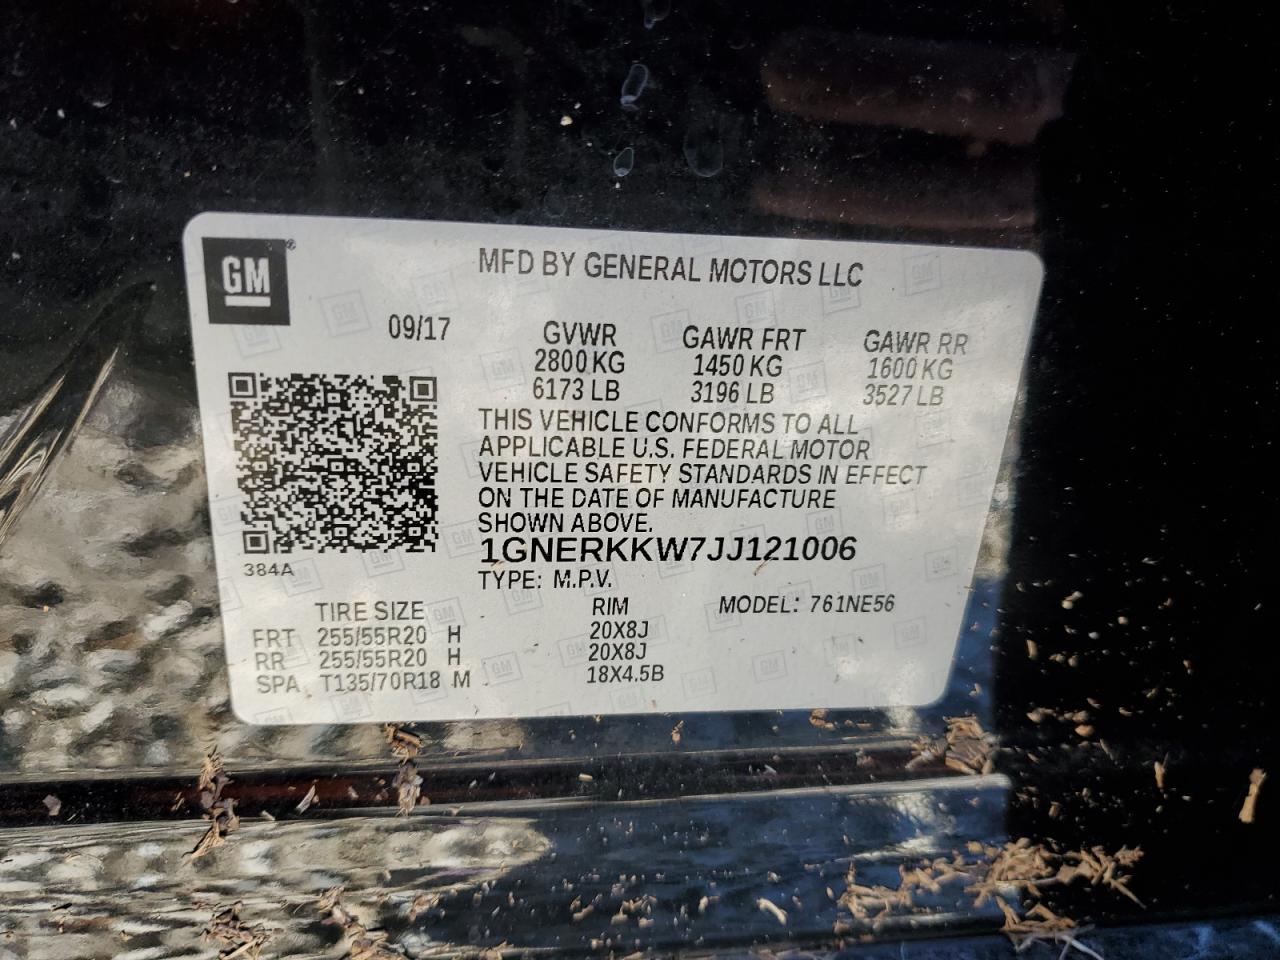 GM
MFD BY GENERAL MOTORS LLC
09/17
GVWR GAWR FRT GAWR RR
2800 KG 1450 KG 1600 KG
6173 LB 3196 LB 3527 LB
THIS VEHICLE CONFORMS TO ALL
APPLICABLE U.S. FEDERAL MOTOR
VEHICLE SAFETY STANDARDS IN EFFECT
ON THE DATE OF MANUFACTURE
SHOWN ABOVE.
1GNERKKW7JJ121006
384A
TYPE: M.P.V.
TIRE SIZE RIM MODEL: 761NE56
FRT 255/55R20 H 20X8J
RR 255/55R20 H 20X8J
SPA T135/70R18 M 18X4.5B